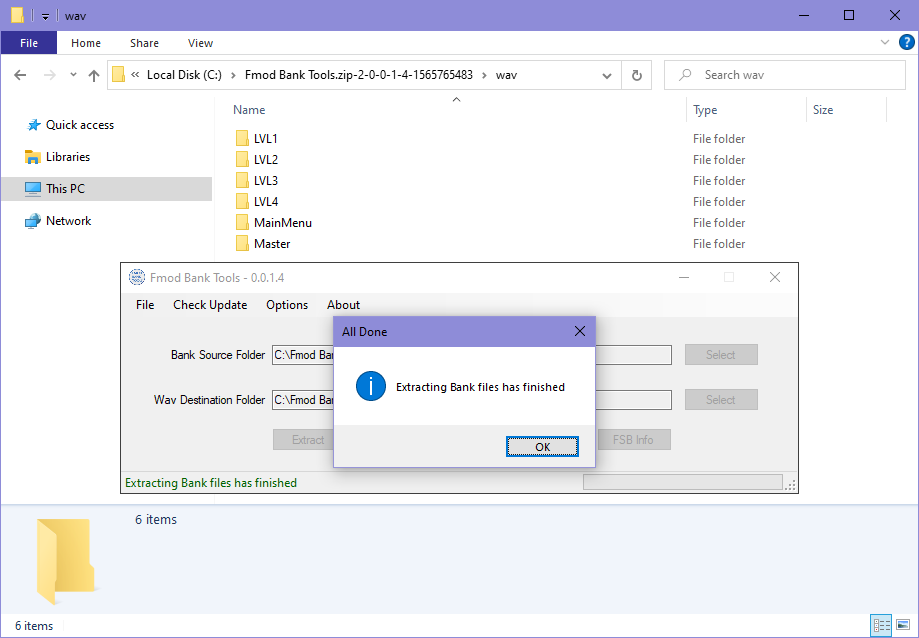 wav
File Home Share View
« Local Disk (C:) › Fmod Bank Tools.zip-2-0-0-1-4-1565765483 › wav
Search wav
Name Type Size
Quick access
Libraries
This PC
Network
LVL1 File folder
LVL2 File folder
LVL3 File folder
LVL4 File folder
MainMenu File folder
Master File folder
Fmod Bank Tools - 0.0.1.4
File Check Update Options About
All Done
Bank Source Folder C:\Fmod Ba Select
Extracting Bank files has finished
Wav Destination Folder C:\Fmod Ba Select
Extract FSB Info
OK
Extracting Bank files has finished
6 items
6 items